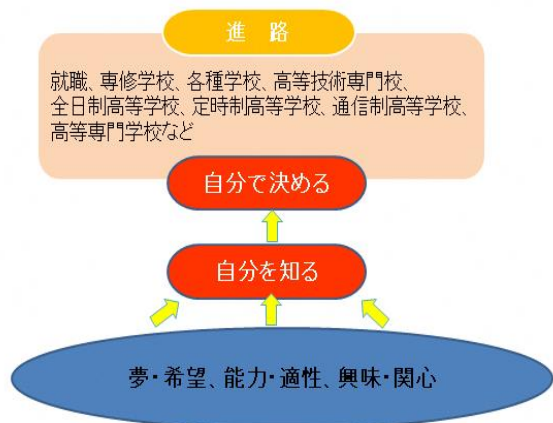 進 路
就職、専修学校、各種学校、高等技術専門校、
全日制高等学校、定時制高等学校、通信制高等学校、
高等専門学校など
自分で決める
自分を知る
夢・希望、能力・適性、興味・関心